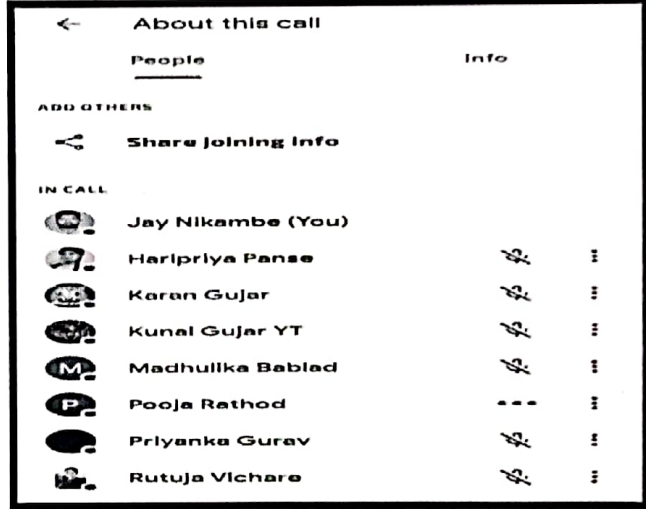 About this call
People Info
ADD OTHERS
Share joining info
IN CALL
Jay Nikambe (You)
Haripriya Panse
Karan Gujar
Kunal Gujar YT
M Madhulika Bablad
P Pooja Rathod
Priyanka Gurav
Rutuja Vichare